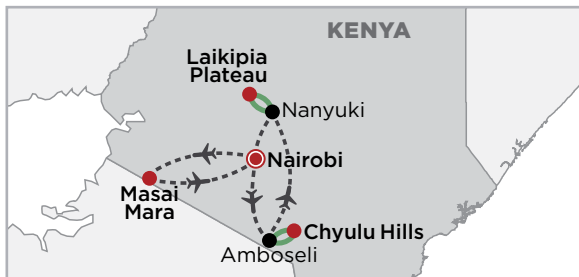 KENYA
Laikipia
Plateau
Nanyuki
Nairobi
Masai
Mara
Chyulu Hills
Amboseli